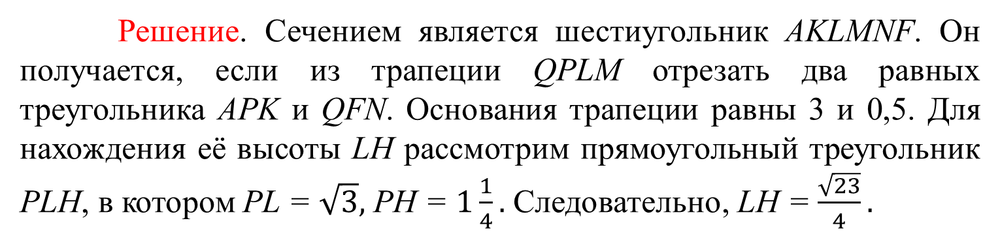 Решение. Сечением является шестиугольник AKLMNF. Он
получается, если из трапеции QPLM отрезать два равных
треугольника APK и QFN. Основания трапеции равны 3 и 0,5. Для
нахождения её высоты LH рассмотрим прямоугольный треугольник
PLH, в котором PL = √3, PH = 1 1/4. Следовательно, LH = √23/4.